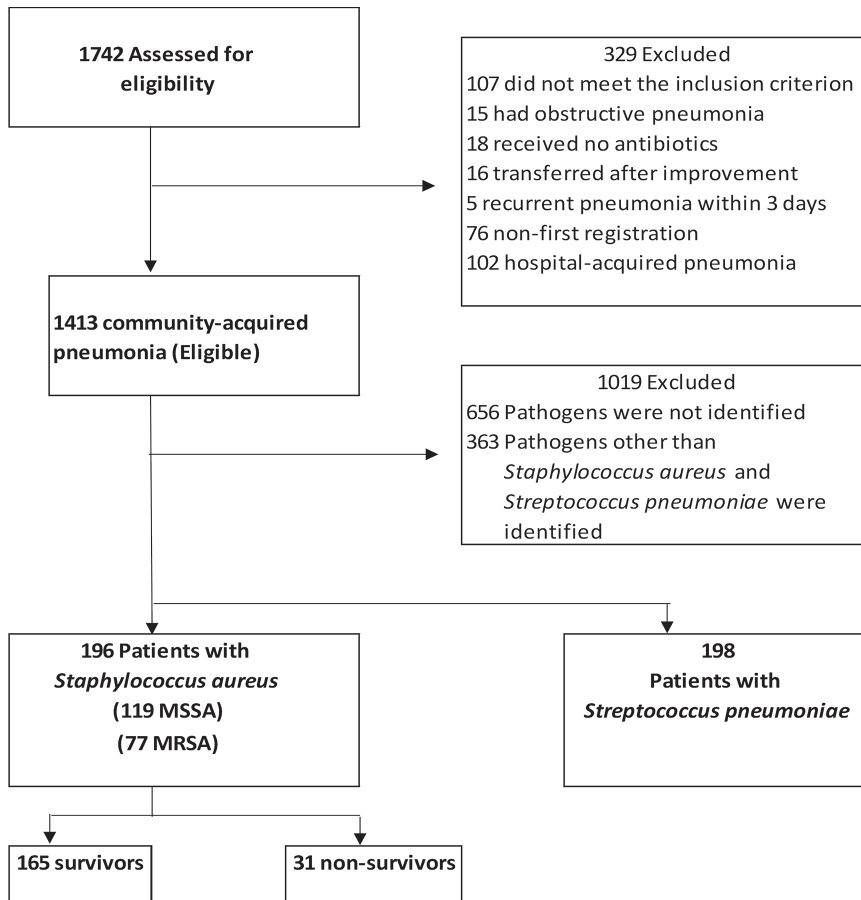 1742 Assessed for
eligibility
329 Excluded
107 did not meet the inclusion criterion
15 had obstructive pneumonia
18 received no antibiotics
16 transferred after improvement
5 recurrent pneumonia within 3 days
76 non-first registration
102 hospital-acquired pneumonia
1413 community-acquired
pneumonia (Eligible)
1019 Excluded
656 Pathogens were not identified
363 Pathogens other than
Staphylococcus aureus and
Streptococcus pneumoniae were
identified
196 Patients with
Staphylococcus aureus
(119 MSSA)
(77 MRSA)
198
Patients with
Streptococcus pneumoniae
165 survivors
31 non-survivors